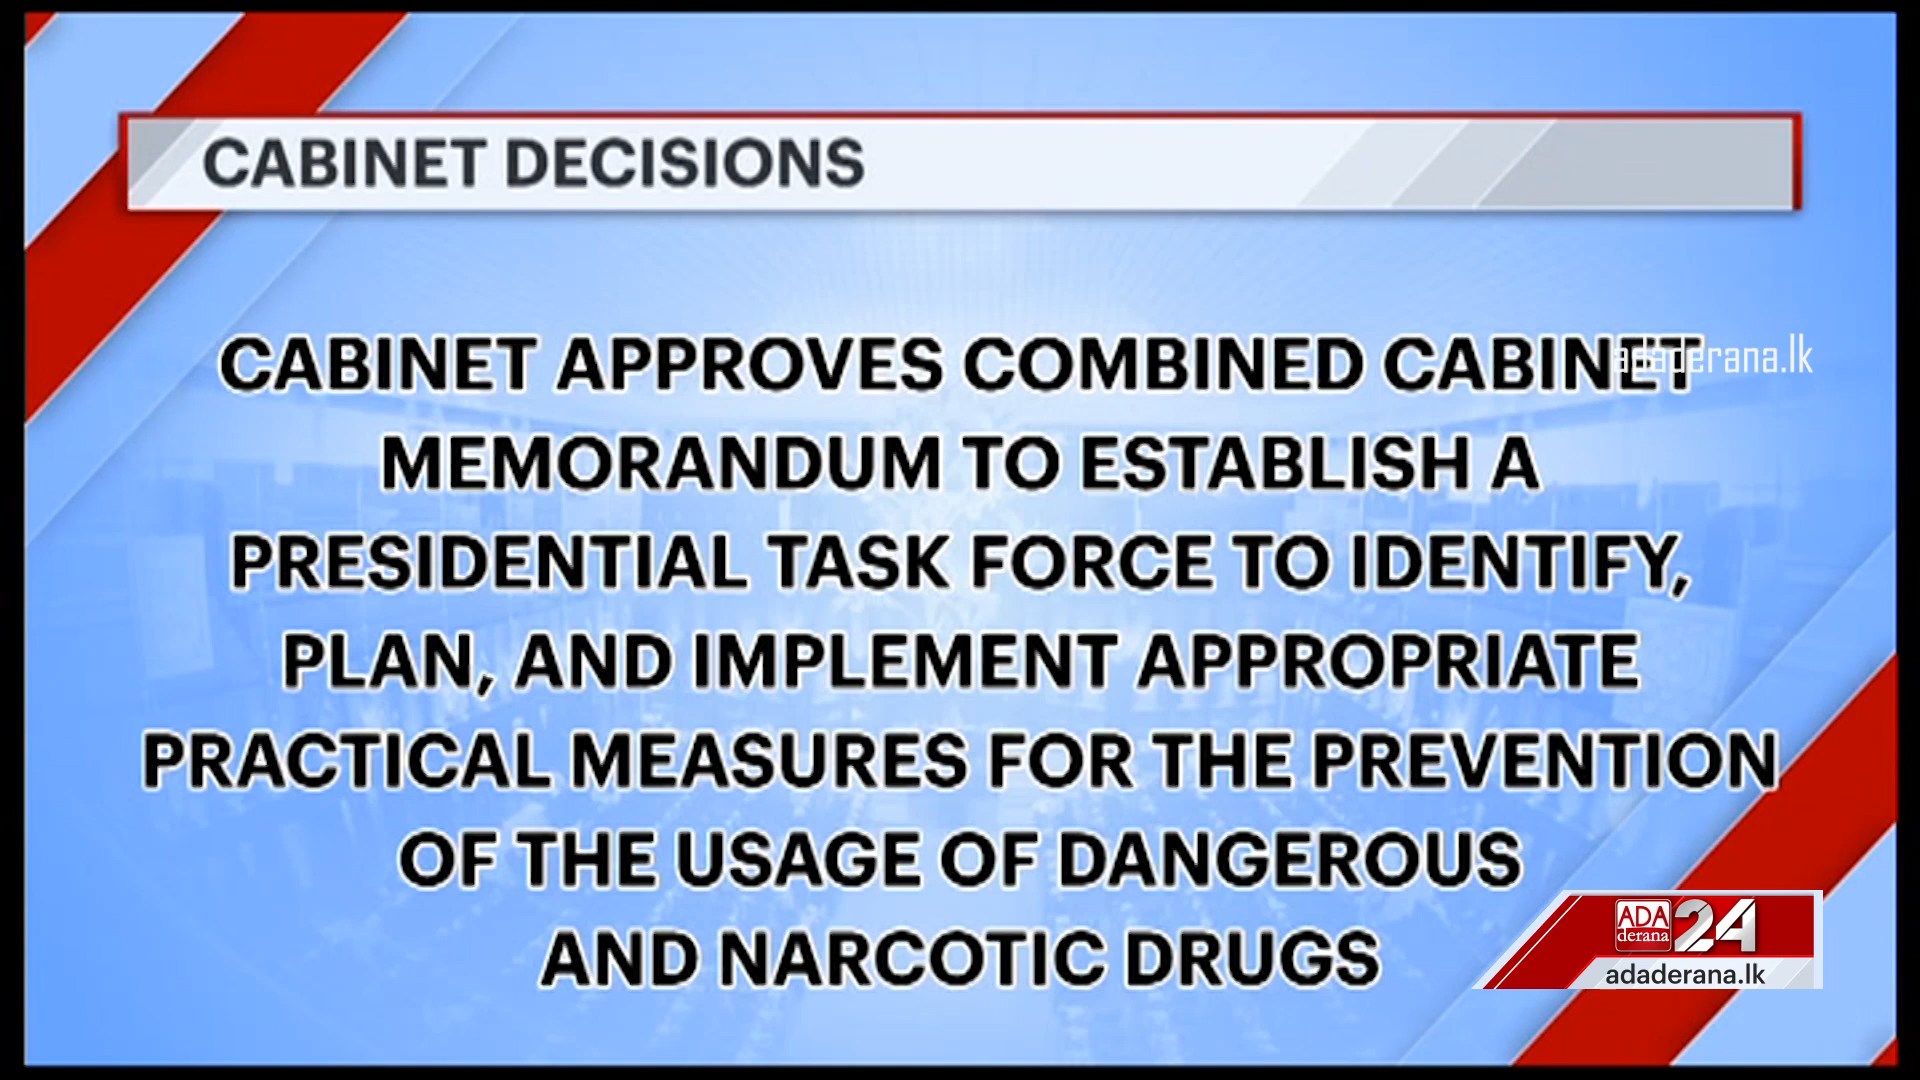 CABINET DECISIONS
CABINET APPROVES COMBINED CABINET
adaderana.lk
MEMORANDUM TO ESTABLISH A
PRESIDENTIAL TASK FORCE TO IDENTIFY,
PLAN, AND IMPLEMENT APPROPRIATE
PRACTICAL MEASURES FOR THE PREVENTION
OF THE USAGE OF DANGEROUS
AND NARCOTIC DRUGS
ADA derana 24
adaderana.lk